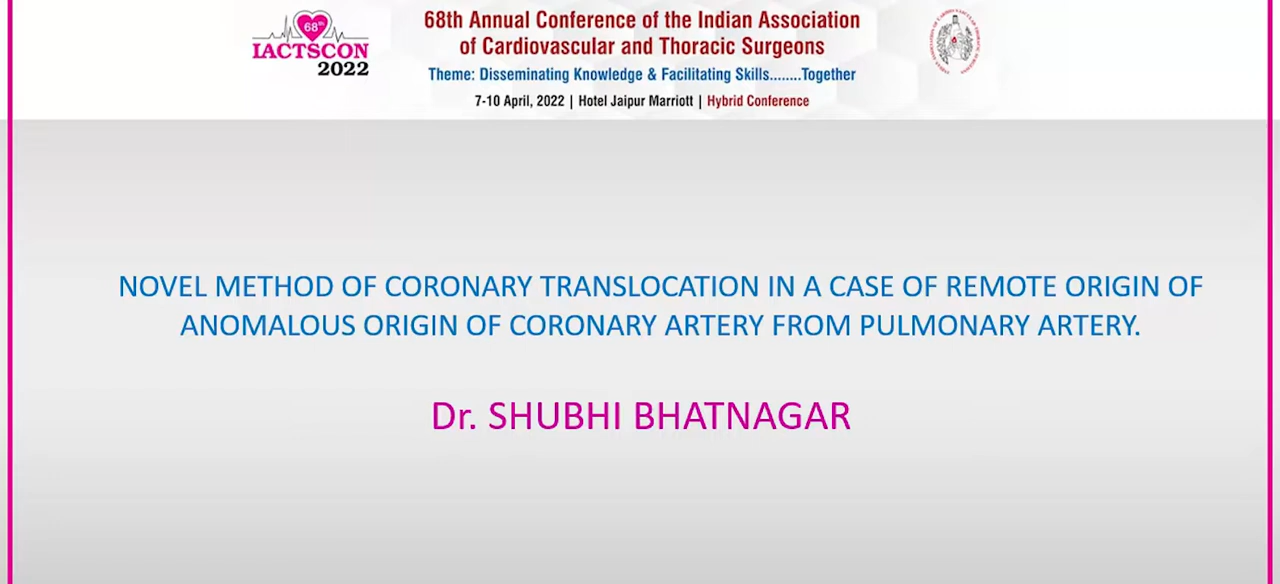 68th
IACTSCON
2022
68th Annual Conference of the Indian Association
of Cardiovascular and Thoracic Surgeons
Theme: Disseminating Knowledge & Facilitating Skills........Together
7-10 April, 2022 | Hotel Jaipur Marriott | Hybrid Conference
NOVEL METHOD OF CORONARY TRANSLOCATION IN A CASE OF REMOTE ORIGIN OF
ANOMALOUS ORIGIN OF CORONARY ARTERY FROM PULMONARY ARTERY.
Dr. SHUBHI BHATNAGAR